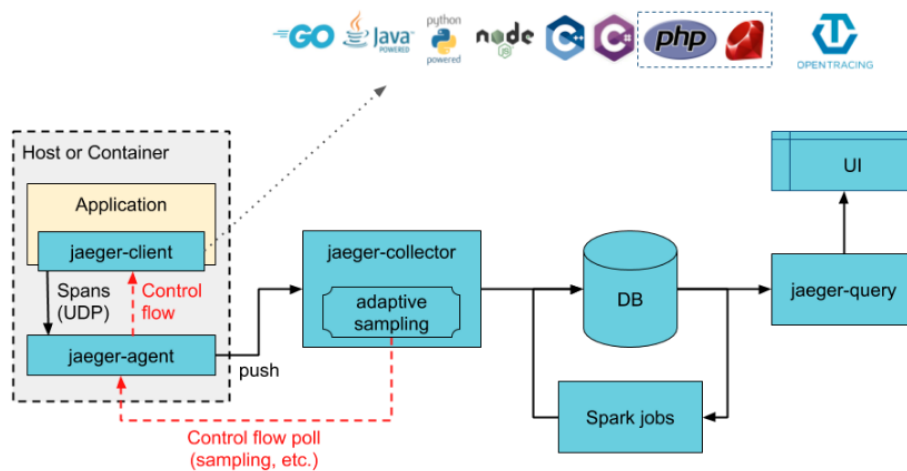 GO
Java
POWERED
python
powered
node
JS
C++
C#
php
OPENTRACING
Host or Container
Application
jaeger-client
Spans
(UDP)
Control
flow
jaeger-agent
push
jaeger-collector
adaptive
sampling
Control flow poll
(sampling, etc.)
DB
Spark jobs
UI
jaeger-query